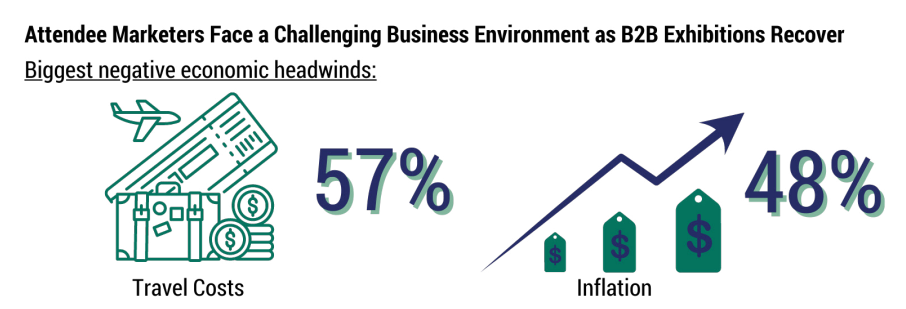 Attendee Marketers Face a Challenging Business Environment as B2B Exhibitions Recover
Biggest negative economic headwinds:
$
$
57%
$
$
$
48%
Travel Costs
Inflation